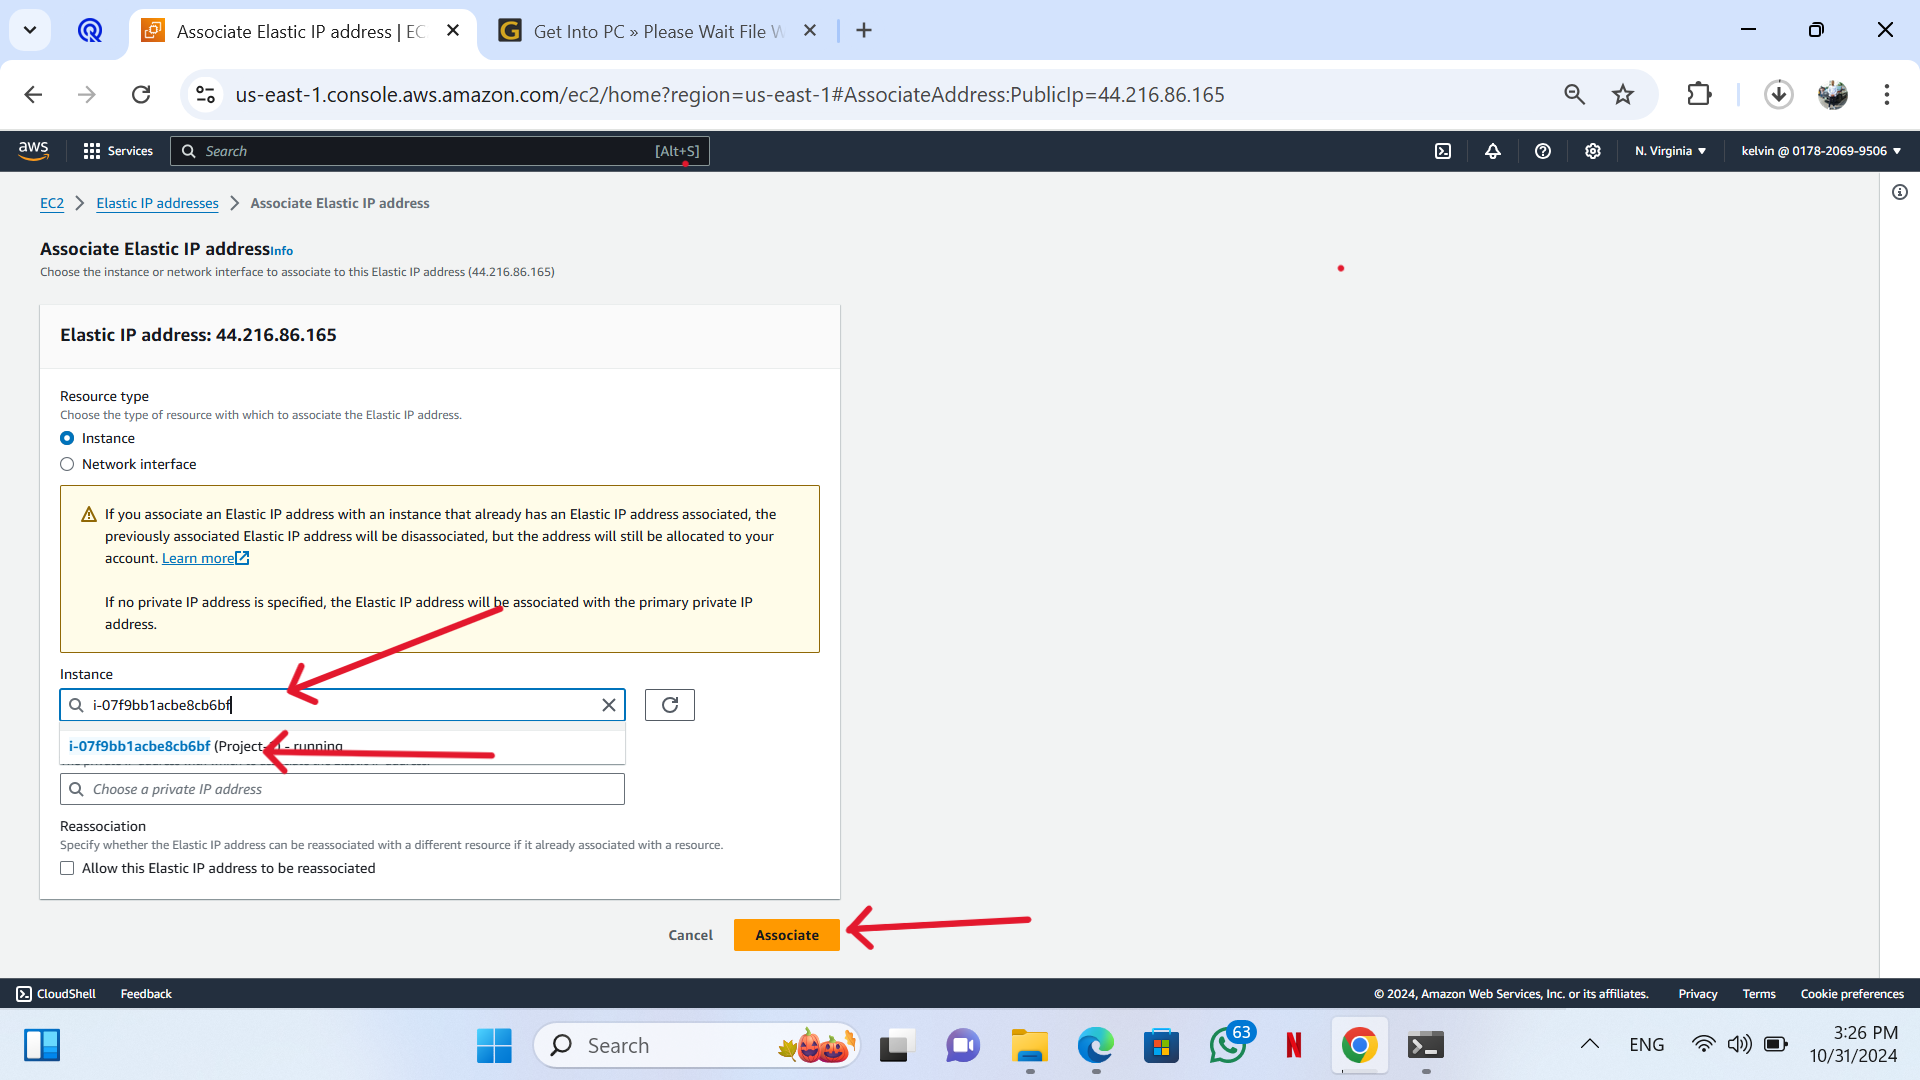 Associate Elastic IP address | EC
Get Into PC » Please Wait File W
us-east-1.console.aws.amazon.com/ec2/home?region=us-east-1#AssociateAddress:PublicIp=44.216.86.165
aws
Services
Search
[Alt+S]
N. Virginia
kelvin @ 0178-2069-9506
EC2
Elastic IP addresses
Associate Elastic IP address
Associate Elastic IP address Info
Choose the instance or network interface to associate to this Elastic IP address (44.216.86.165)
Elastic IP address: 44.216.86.165
Resource type
Choose the type of resource with which to associate the Elastic IP address.
Instance
Network interface
If you associate an Elastic IP address with an instance that already has an Elastic IP address associated, the
previously associated Elastic IP address will be disassociated, but the address will still be allocated to your
account. Learn more
If no private IP address is specified, the Elastic IP address will be associated with the primary private IP
address.
Instance
i-07f9bb1acbe8cb6bf
i-07f9bb1acbe8cb6bf (Project- - running
Choose a private IP address
Reassociation
Specify whether the Elastic IP address can be reassociated with a different resource if it already associated with a resource.
Allow this Elastic IP address to be reassociated
Cancel
Associate
CloudShell
Feedback
© 2024, Amazon Web Services, Inc. or its affiliates.
Privacy
Terms
Cookie preferences
Search
63
N
ENG
3:26 PM
10/31/2024